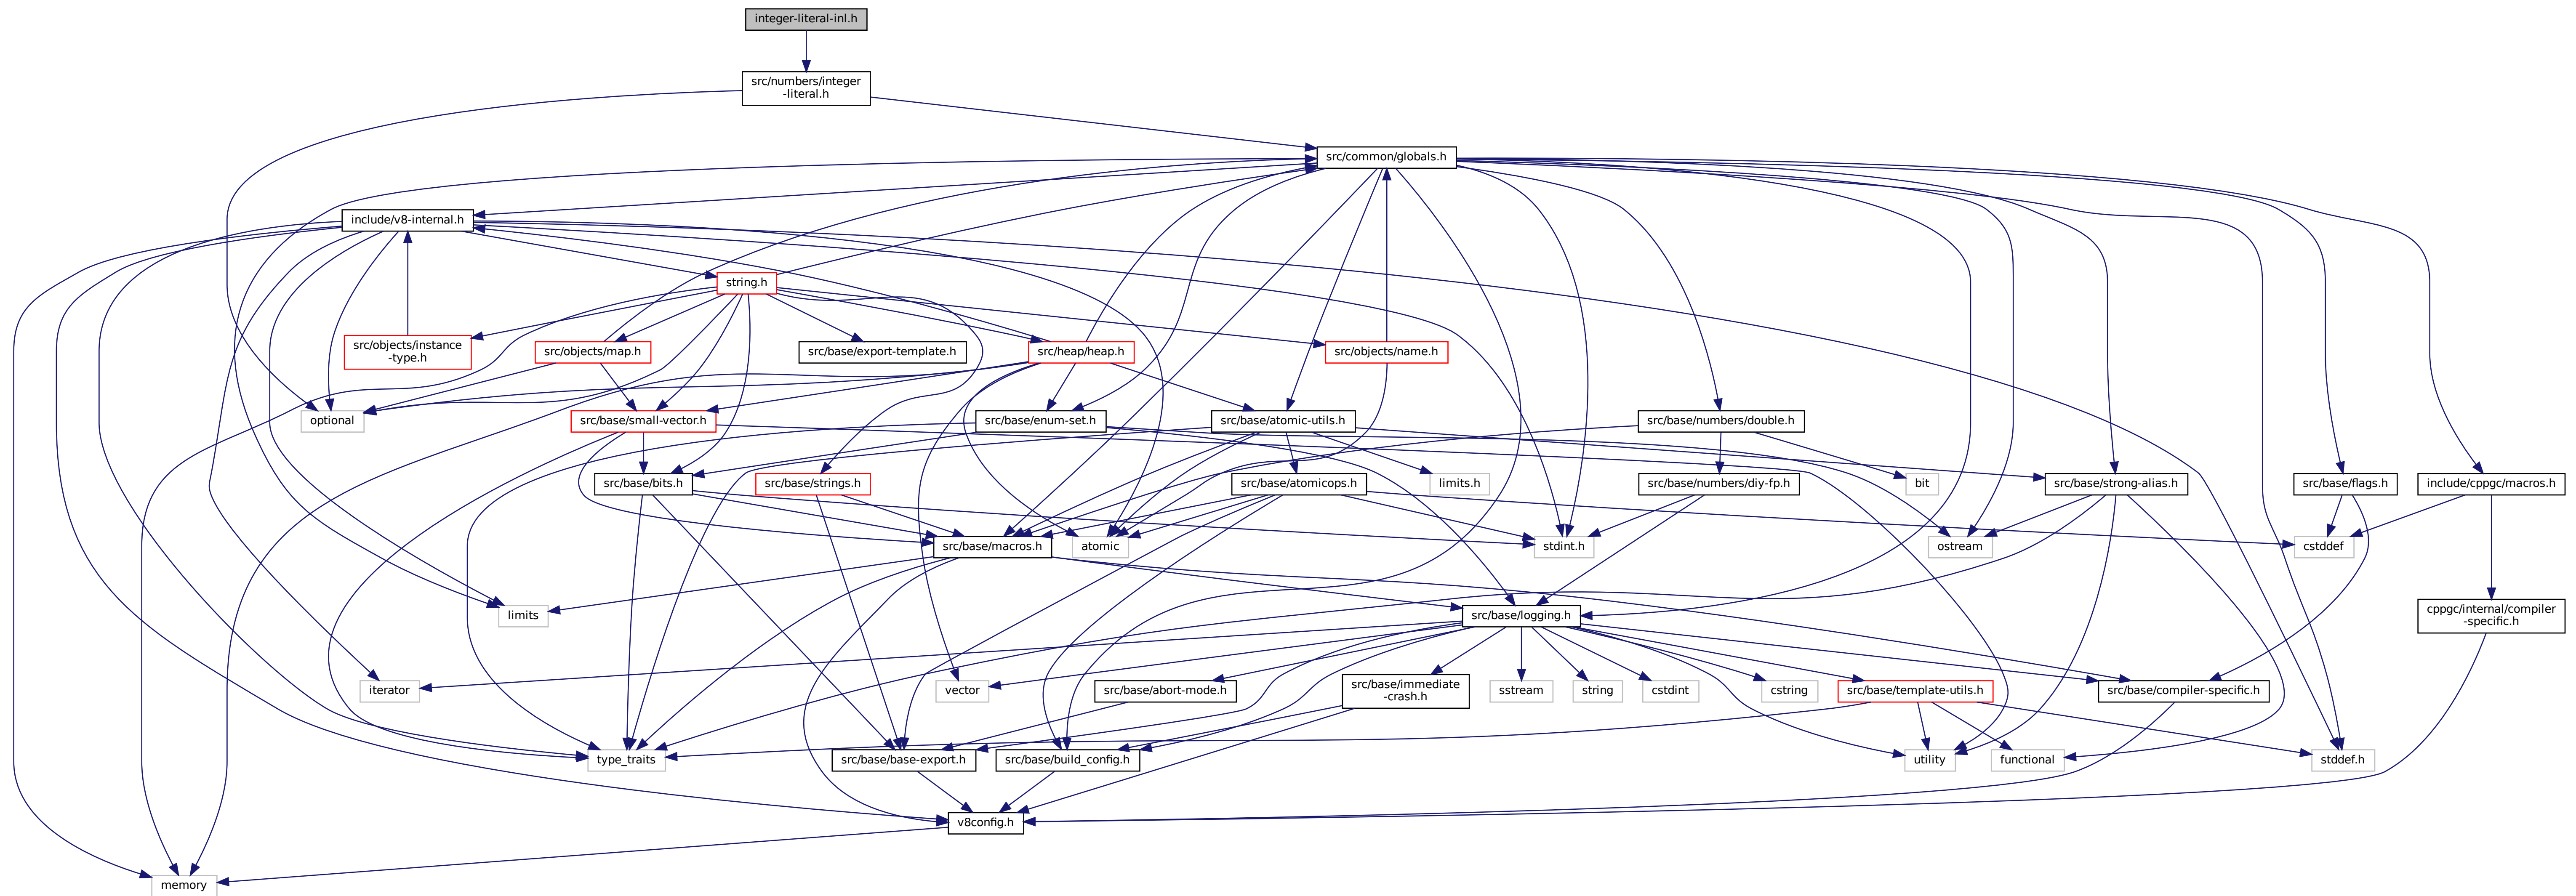 integer-literal-inl.h
src/numbers/integer
-literal.h
src/common/globals.h
include/v8-internal.h
string.h
src/objects/instance
-type.h
src/objects/map.h
src/base/export-template.h
src/heap/heap.h
src/objects/name.h
optional
src/base/small-vector.h
src/base/enum-set.h
src/base/atomic-utils.h
src/base/numbers/double.h
src/base/bits.h
src/base/strings.h
src/base/atomicops.h
limits.h
src/base/numbers/diy-fp.h
bit
src/base/strong-alias.h
src/base/flags.h
include/cppgc/macros.h
src/base/macros.h
atomic
stdint.h
ostream
cstddef
limits
src/base/logging.h
cppgc/internal/compiler
-specific.h
iterator
vector
src/base/abort-mode.h
src/base/immediate
-crash.h
sstream
string
cstdint
cstring
src/base/template-utils.h
src/base/compiler-specific.h
type_traits
src/base/base-export.h
src/base/build_config.h
utility
functional
stddef.h
v8config.h
memory